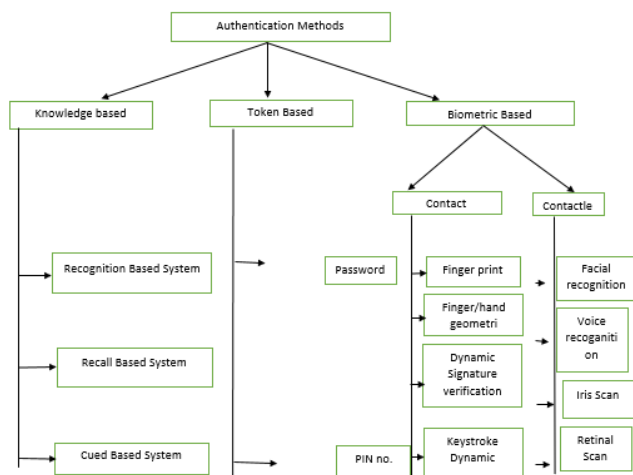 Authentication Methods
Knowledge based
Token Based
Biometric Based
Contact
Contactle
Recognition Based System
Password
Finger print
Facial
recognition
Finger/hand
geometri
Voice
recoganiti
on
Recall Based System
Dynamic
Signature
verification
Iris Scan
Cued Based System
PIN no.
Keystroke
Dynamic
Retinal
Scan